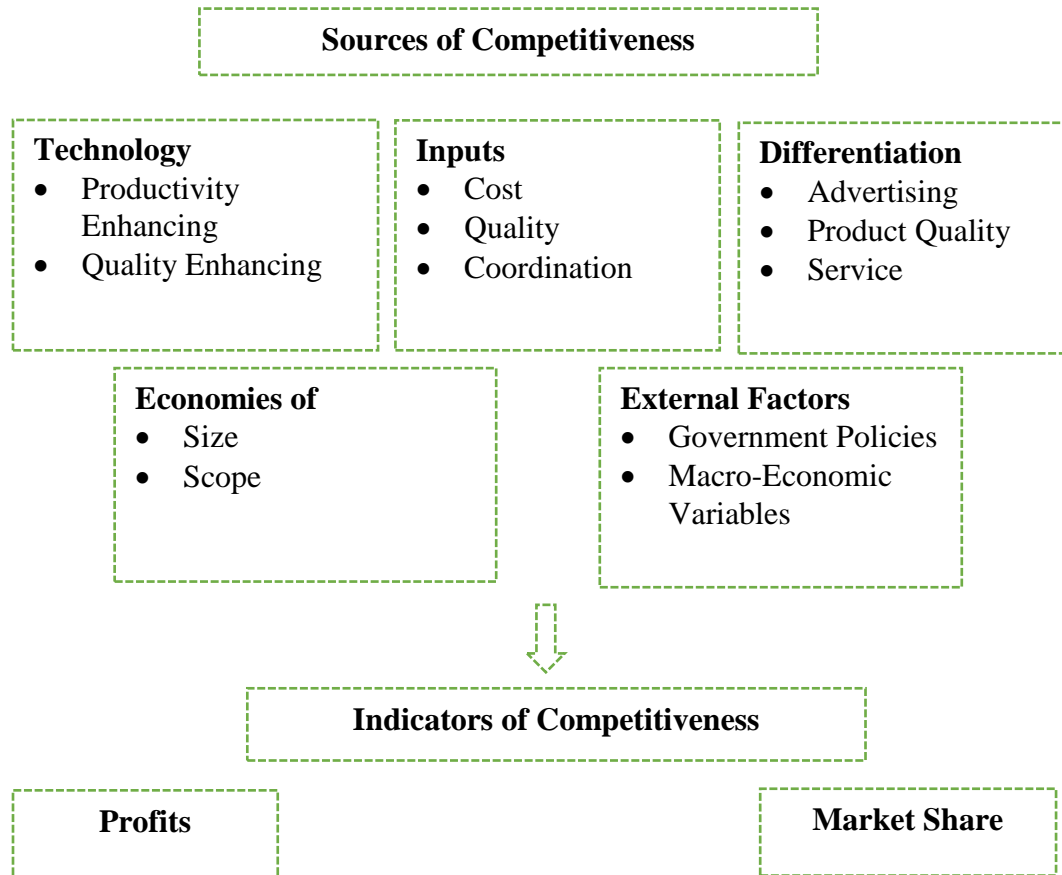 Sources of Competitiveness
Technology
• Productivity
Enhancing
• Quality Enhancing
Inputs
• Cost
• Quality
• Coordination
Differentiation
• Advertising
• Product Quality
• Service
Economies of
• Size
• Scope
External Factors
• Government Policies
• Macro-Economic
Variables
Indicators of Competitiveness
Profits
Market Share